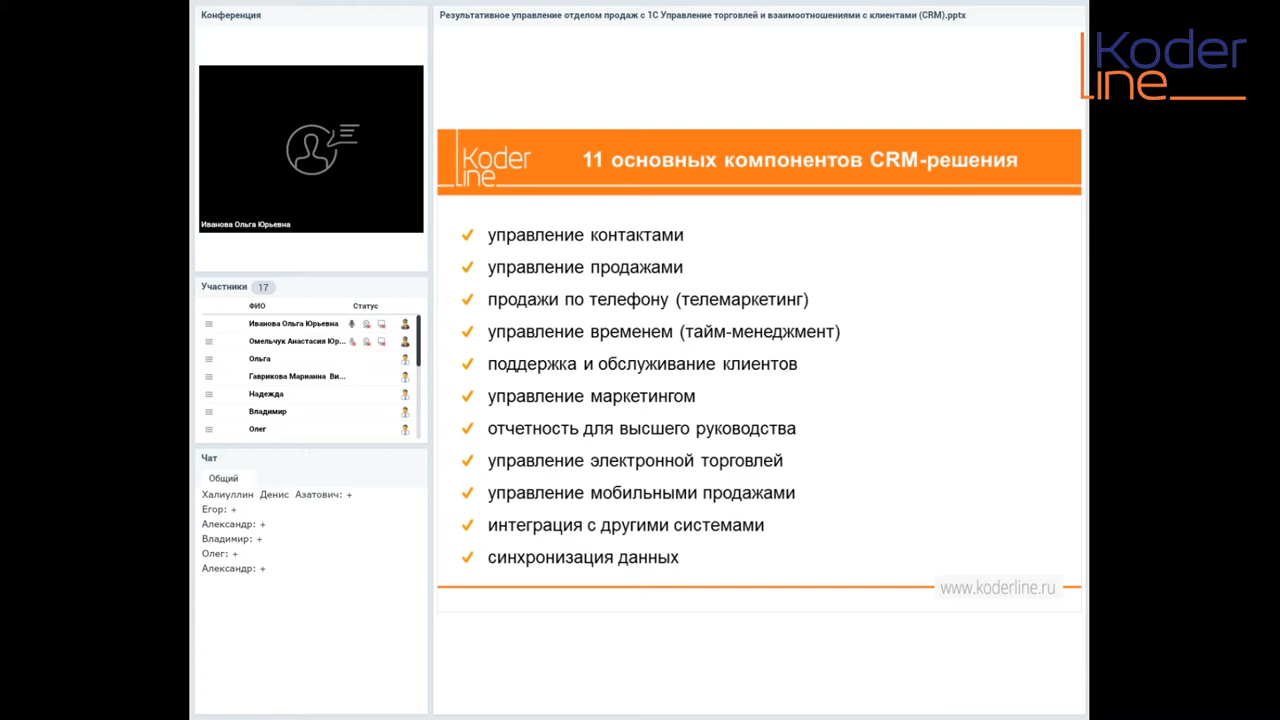 Конференция
Результативное управление отделом продаж с 1С Управление торговлей и взаимоотношениями с клиентами (CRM).pptx
Koder
line
Иванова Ольга Юрьевна
Koder
line
11 основных компонентов CRM-решения
управление контактами
управление продажами
продажи по телефону (телемаркетинг)
управление временем (тайм-менеджмент)
поддержка и обслуживание клиентов
управление маркетингом
отчетность для высшего руководства
управление электронной торговлей
управление мобильными продажами
интеграция с другими системами
синхронизация данных
www.koderline.ru
Участники 17
ФИО Статус
Иванова Ольга Юрьевна
Омельчук Анастасия Юр...
Ольга
Гаврикова Марианна Ви...
Надежда
Владимир
Олег
Чат
Общий
Халиуллин Денис Азатович: +
Егор: +
Александр: +
Владимир: +
Олег: +
Александр: +